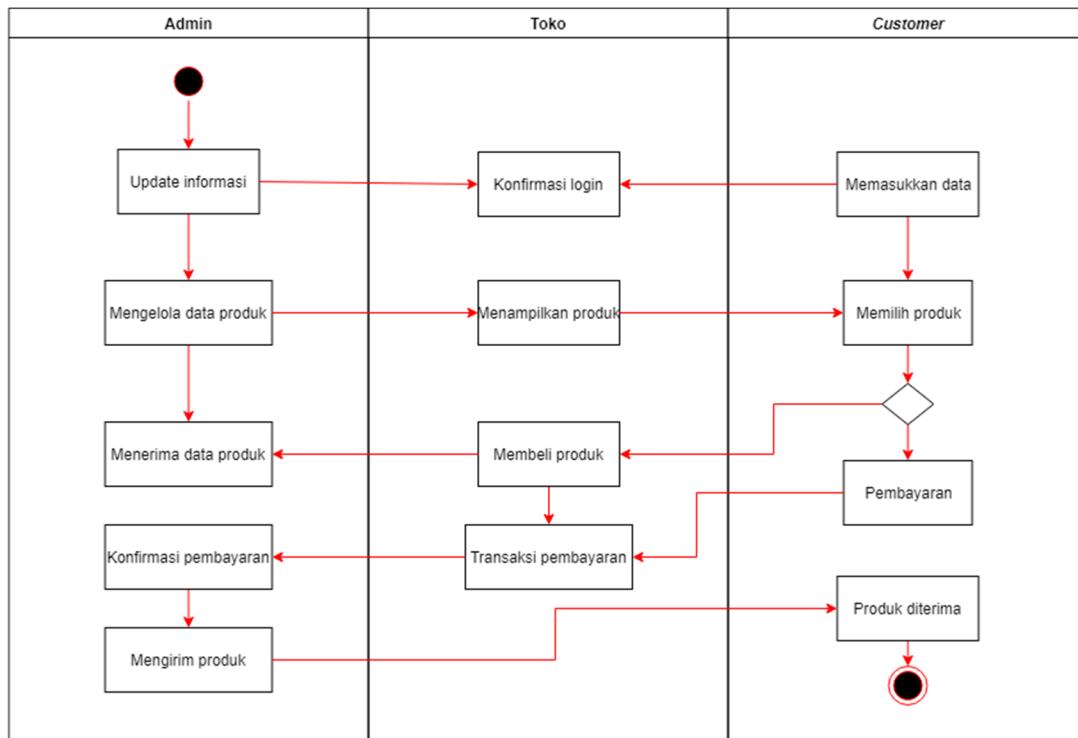 Admin
Toko
Customer
Update informasi
Konfirmasi login
Memasukkan data
Mengelola data produk
Menampilkan produk
Memilih produk
Menerima data produk
Membeli produk
Pembayaran
Konfirmasi pembayaran
Transaksi pembayaran
Produk diterima
Mengirim produk